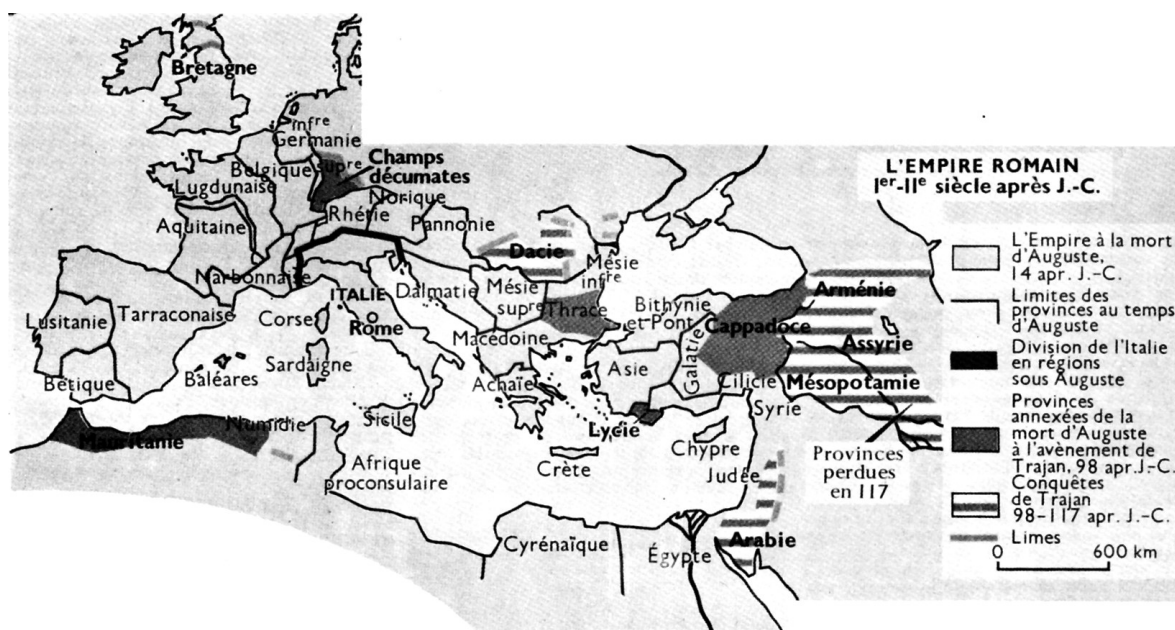 Bretagne
infre
Germanie
supre
Belgique
Champs
décumates
Lugdunaise
Norique
Rhétie
Aquitaine
Pannonie
Narbonnaise
Dacie
Mésie
infre
ITALIE
Dalmatie
Mésie
supre
Thrace
Bithynie
et-Pont
Arménie
Lusitanie
Tarraconaise
Corse
Rome
Cappadoce
Assyrie
Macédoine
Galatie
Sardaigne
Asie
Bétique
Baléares
Achaïe
Cilicie
Mésopotamie
Mauritanie
Numidie
Sicile
Lycie
Syrie
Crète
Chypre
Provinces
perdues
en 117
Afrique
proconsulaire
Judée
Cyrénaïque
Égypte
Arabie
L'EMPIRE ROMAIN
Ier-IIe siècle après J.-C.
L'Empire à la mort
d'Auguste,
14 apr. J.-C.
Limites des
provinces au temps
d'Auguste
Division de l'Italie
en régions
sous Auguste
Provinces
annexées de la
mort d'Auguste
à l'avènement de
Trajan, 98 apr.J.-C.
Conquêtes
de Trajan
98-117 apr. J.-C.
Limes
0 600 km